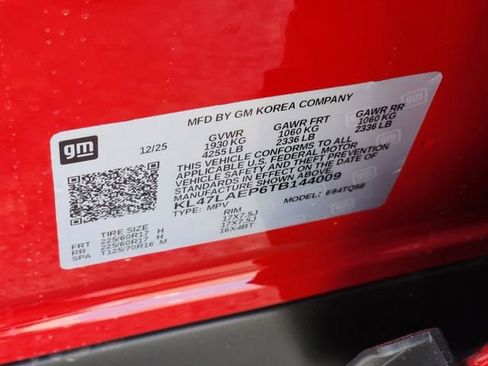 MFD BY GM KOREA COMPANY
gm
12/25 GVWR GAWR FRT GAWR RR
1930 KG 1060 KG 1060 KG
4255 LB 2336 LB 2336 LB
THIS VEHICLE CONFORMS TO ALL
APPLICABLE U.S. FEDERAL MOTOR
VEHICLE SAFETY AND THEFT PREVENTION
STANDARDS IN EFFECT ON THE DATE OF
MANUFACTURE SHOWN ABOVE
KL47LAEP6TB144009
TYPE: MPV MODEL: 694TQ58
TIRE SIZE RIM
FRT 225/60R17 H 17X7.5J
RR 225/60R17 H 17X7.5J
SPA T125/70R16 M 16X4BT